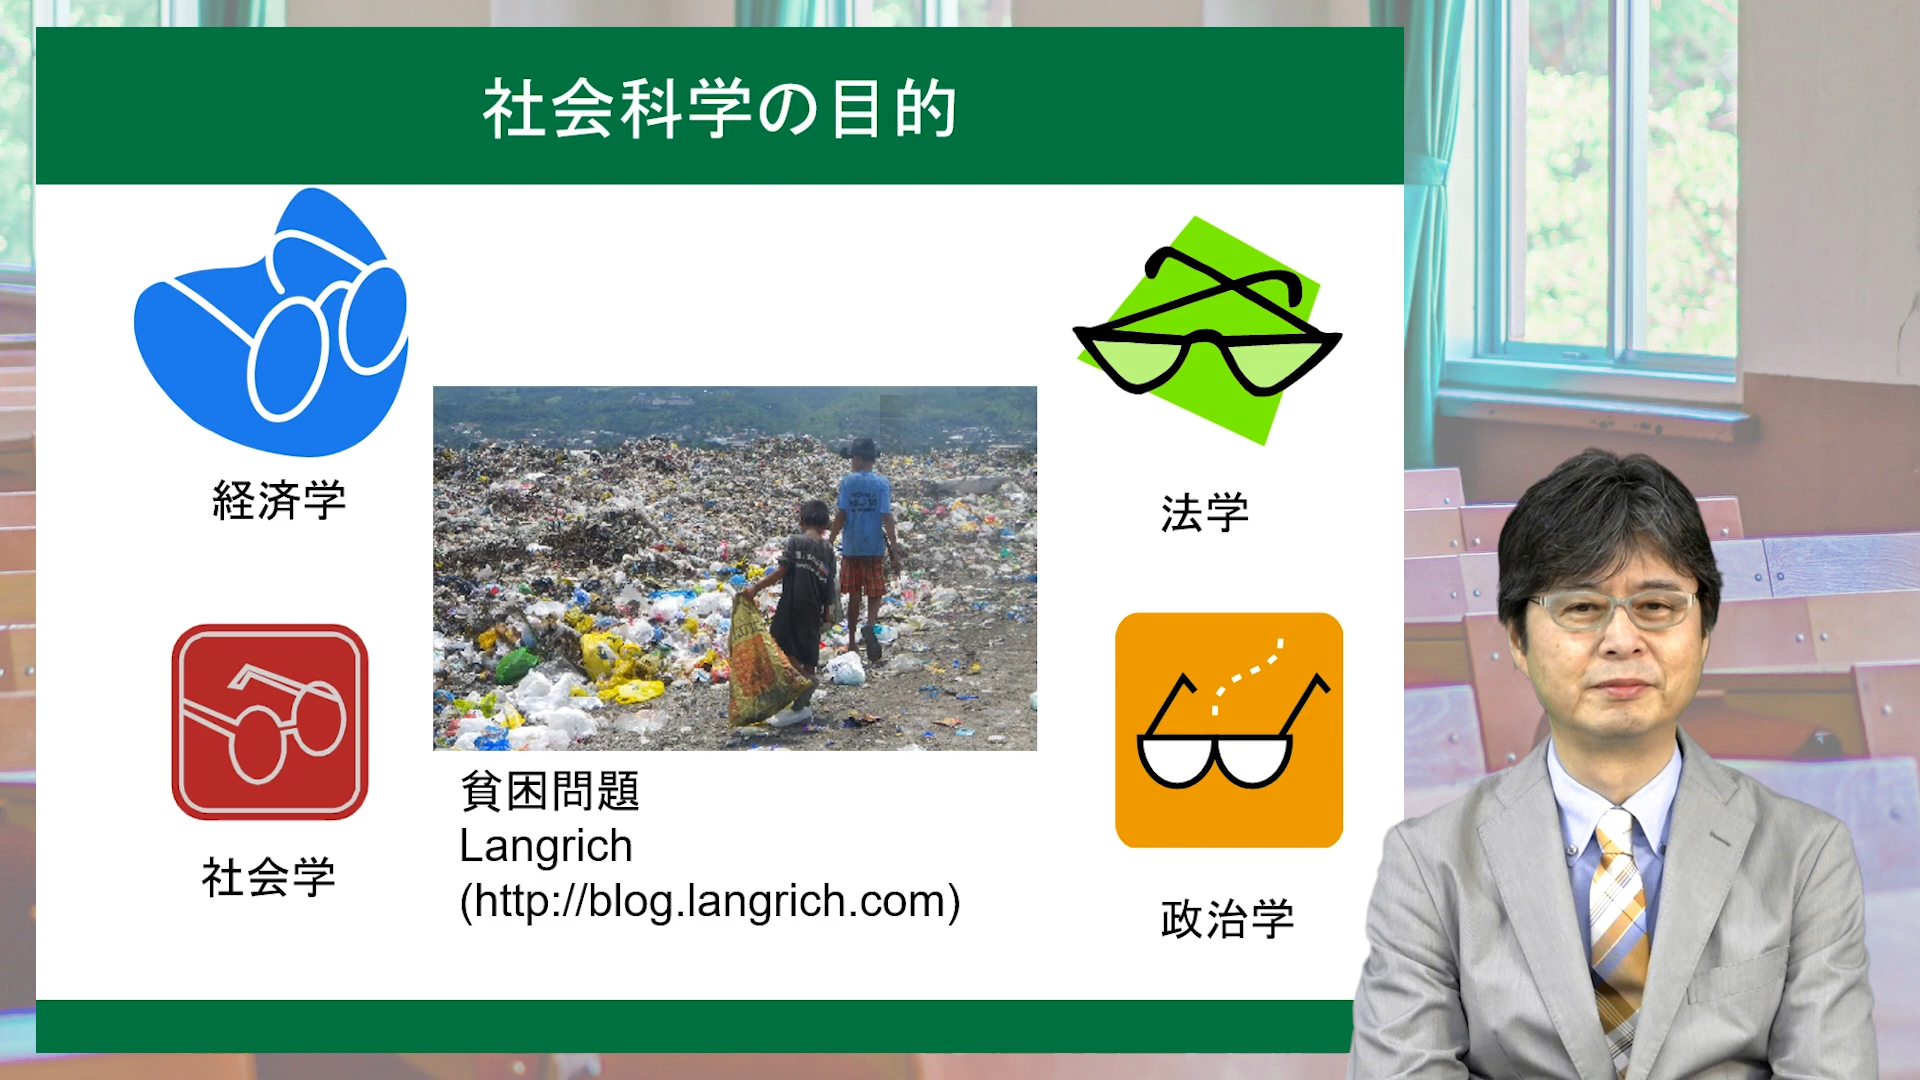 社会科学の目的
経済学
法学
社会学
政治学
貧困問題
Langrich
(http://blog.langrich.com)